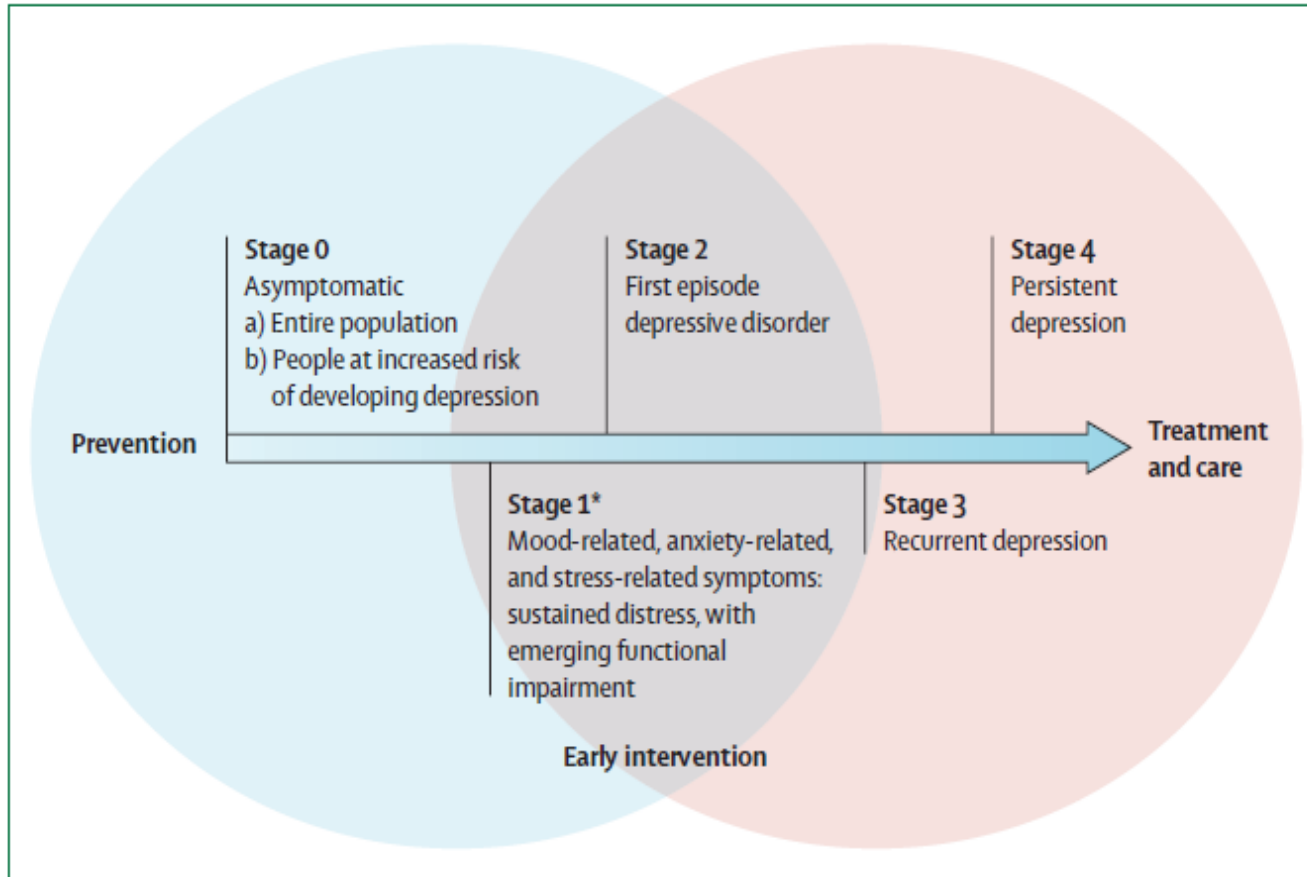 Stage 0
Asymptomatic
a) Entire population
b) People at increased risk
of developing depression
Stage 2
First episode
depressive disorder
Stage 4
Persistent
depression
Prevention
Treatment
and care
Stage 1*
Mood-related, anxiety-related,
and stress-related symptoms:
sustained distress, with
emerging functional
impairment
Stage 3
Recurrent depression
Early intervention